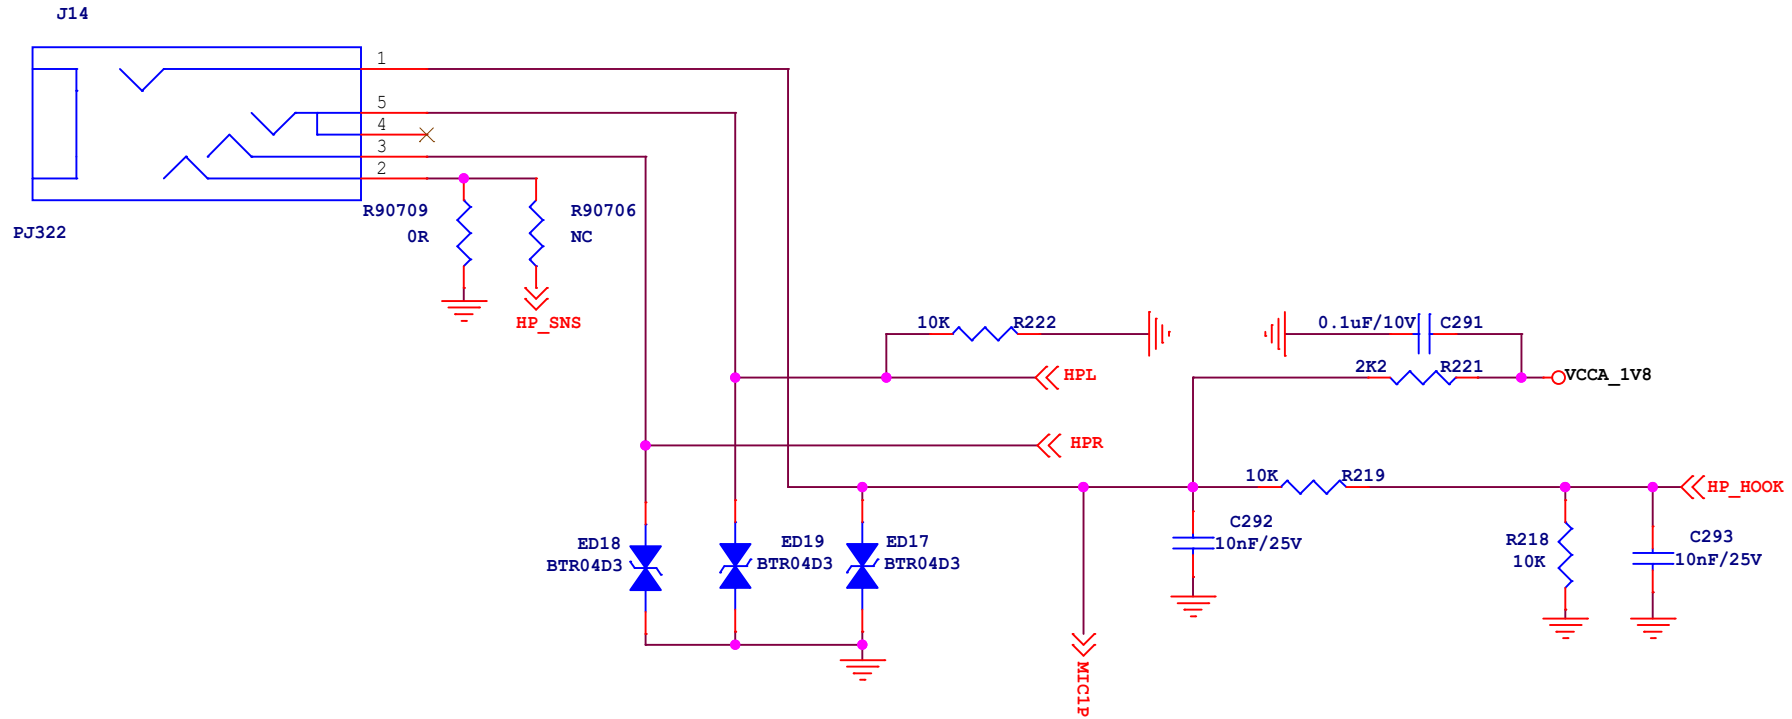 J14
1
5
4
3
2
PJ322
R90709
0R
R90706
NC
HP_SNS
10K
R222
HPL
HPR
0.1uF/10V
C291
2K2
R221
VCCA_1V8
10K
R219
HP_HOOK
ED18
BTR04D3
ED19
BTR04D3
ED17
BTR04D3
C292
10nF/25V
R218
10K
C293
10nF/25V
MIC1P